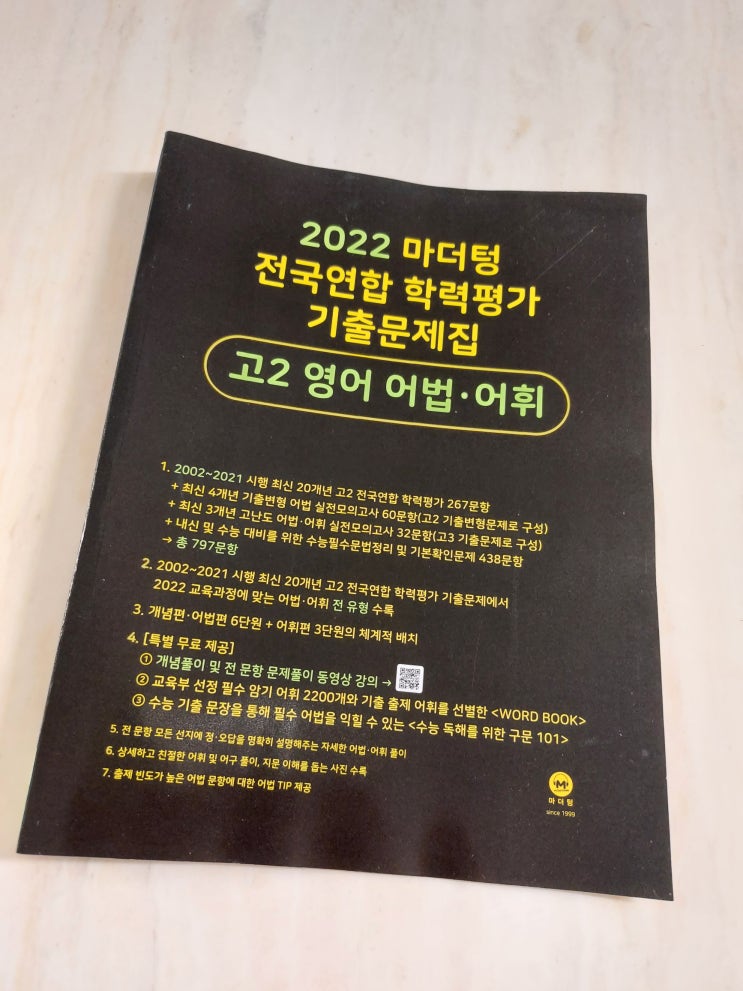 2022 마더텅
전국연합 학력평가
기출문제집
고2 영어 어법·어휘
1. 2002~2021 시행 최신 20개년 고2 전국연합 학력평가 267문항
+ 최신 4개년 기출변형 어법 실전모의고사 60문항(고2 기출변형문제로 구성)
+ 최신 3개년 고난도 어법·어휘 실전모의고사 32문항(고3 기출문제로 구성)
+ 내신 및 수능 대비를 위한 수능필수문법정리 및 기본확인문제 438문항
→ 총 797문항
2. 2002~2021 시행 최신 20개년 고2 전국연합 학력평가 기출문제에서
2022 교육과정에 맞는 어법·어휘 전 유형 수록
3. 개념편·어법편 6단원 + 어휘편 3단원의 체계적 배치
4. [특별 무료 제공]
① 개념풀이 및 전 문항 문제풀이 동영상 강의 →
② 교육부 선정 필수 암기 어휘 2200개와 기출 출제 어휘를 선별한 <WORD BOOK>
③ 수능 기출 문장을 통해 필수 어법을 익힐 수 있는 <수능 독해를 위한 구문 101>
5. 전 문항 모든 선지에 정·오답을 명확히 설명해주는 자세한 어법·어휘 풀이
6. 상세하고 친절한 어휘 및 어구 풀이, 지문 이해를 돕는 사진 수록
7. 출제 빈도가 높은 어법 문항에 대한 어법 TIP 제공
M
마더텅
since 1999